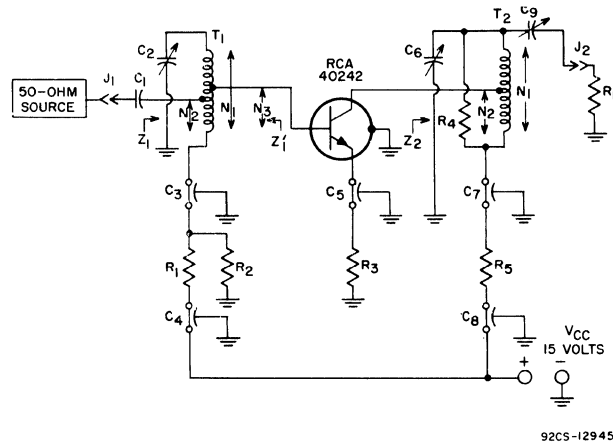 C2
T1
RCA
40242
C6
T2
C9
J2
R
50-OHM
SOURCE
J1
C1
N2
N1
N3
Z1
Z1'
Z2
R4
N2
N1
C3
C5
C7
R1
R2
R3
R5
C4
C8
VCC
15 VOLTS
+
−
92CS-12945